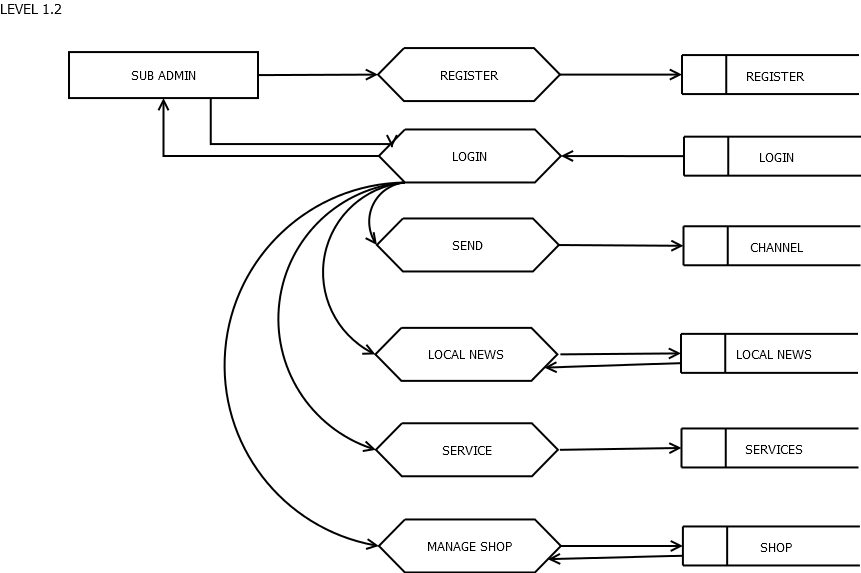 LEVEL 1.2
SUB ADMIN
REGISTER
REGISTER
LOGIN
LOGIN
SEND
CHANNEL
LOCAL NEWS
LOCAL NEWS
SERVICE
SERVICES
MANAGE SHOP
SHOP